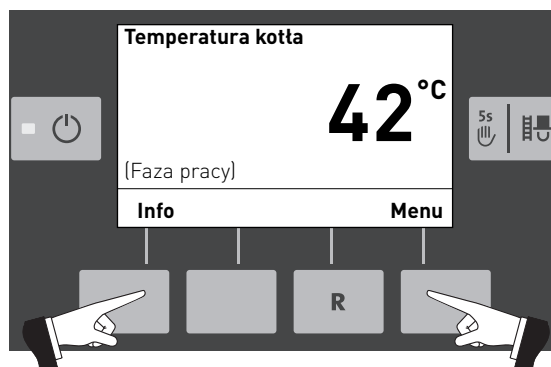 Temperatura kotła
42°C
5s
(Faza pracy)
Info Menu
R